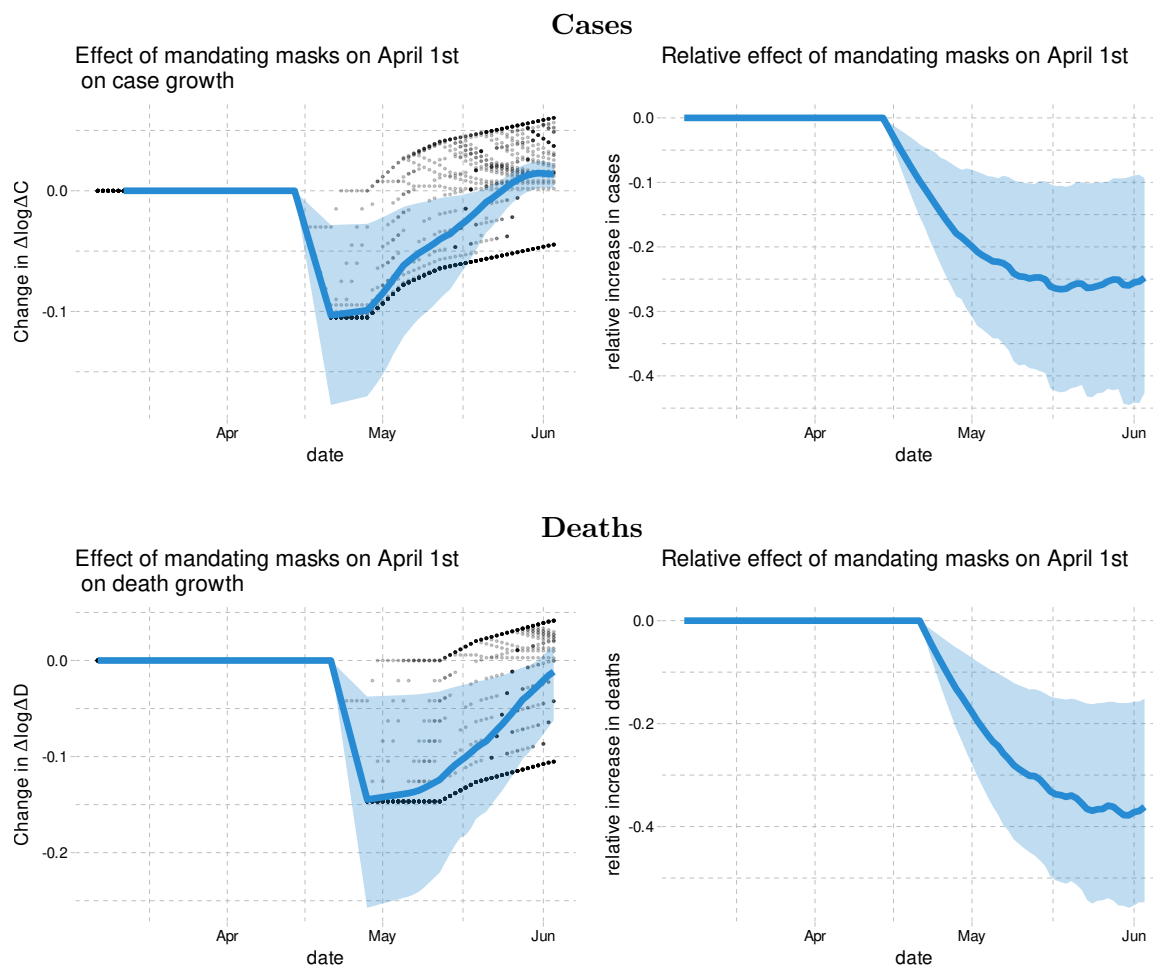 Cases
Effect of mandating masks on April 1st
on case growth
Change in ΔlogΔC
0.0
-0.1
Apr
May
Jun
date
Relative effect of mandating masks on April 1st
relative increase in cases
0.0
-0.1
-0.2
-0.3
-0.4
Apr
May
Jun
date
Deaths
Effect of mandating masks on April 1st
on death growth
Change in ΔlogΔD
0.0
-0.1
-0.2
Apr
May
Jun
date
Relative effect of mandating masks on April 1st
relative increase in deaths
0.0
-0.2
-0.4
Apr
May
Jun
date